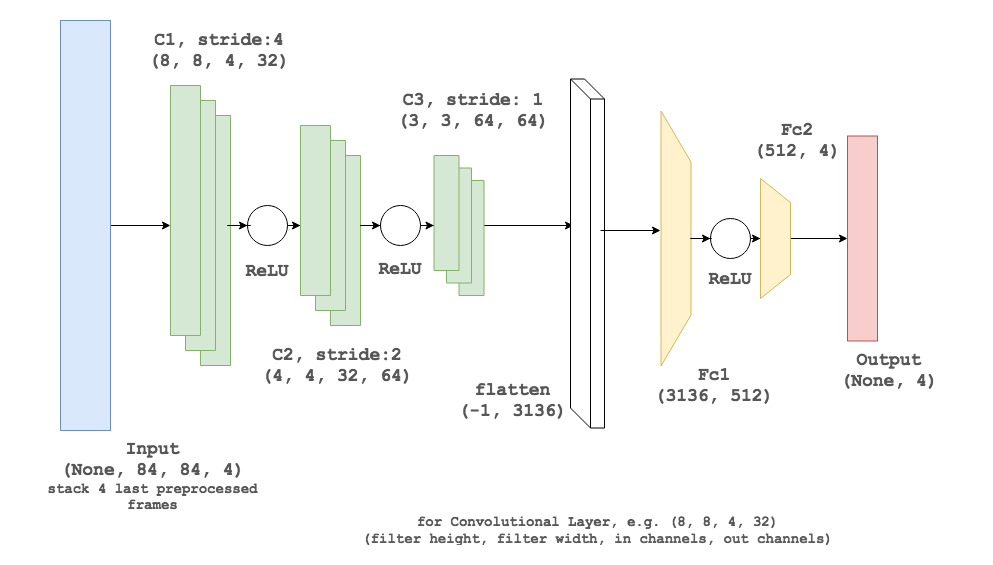 C1, stride:4
(8, 8, 4, 32)
C3, stride: 1
(3, 3, 64, 64)
Fc2
(512, 4)
ReLU
ReLU
ReLU
C2, stride:2
(4, 4, 32, 64)
flatten
(-1, 3136)
Fc1
(3136, 512)
Output
(None, 4)
Input
(None, 84, 84, 4)
stack 4 last preprocessed
frames
for Convolutional Layer, e.g. (8, 8, 4, 32)
(filter height, filter width, in channels, out channels)